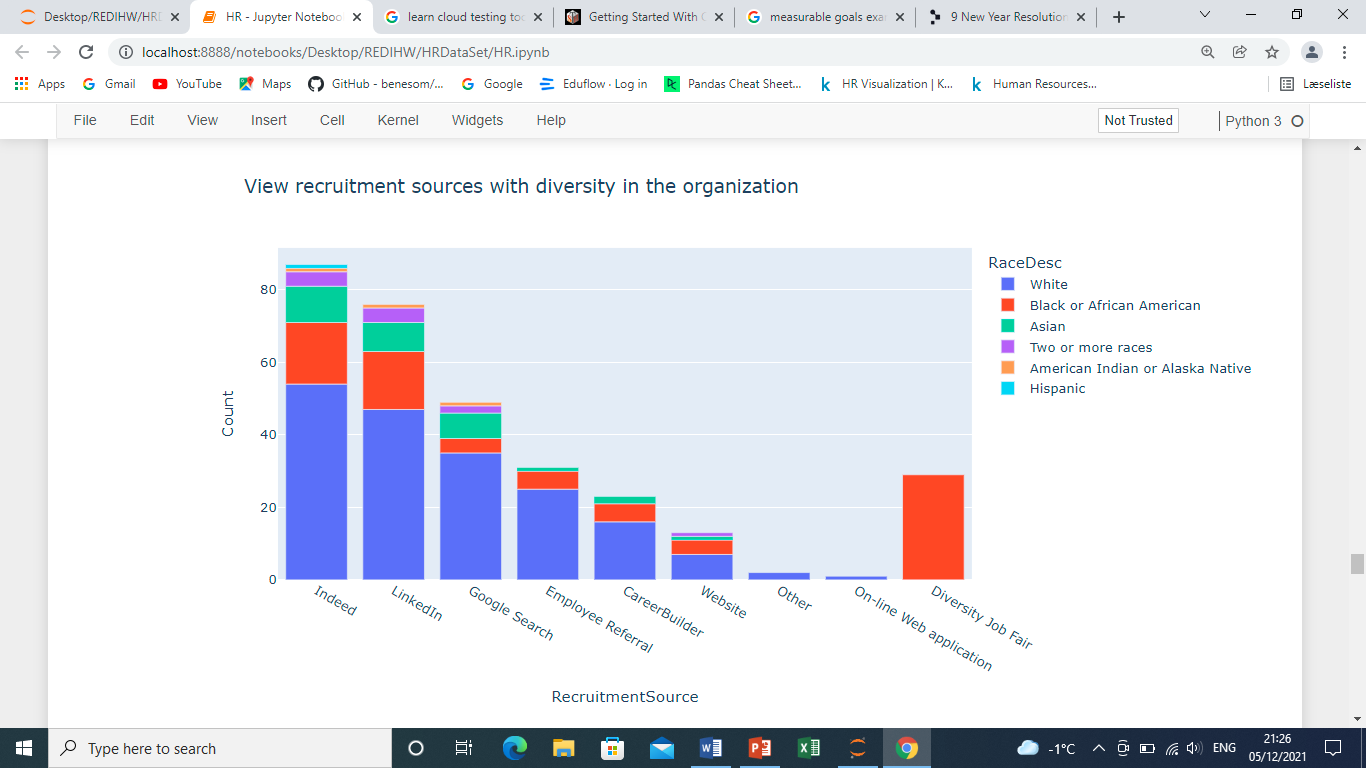 Desktop/REDIHW/HRD
HR - Jupyter Noteboo
learn cloud testing too
Getting Started With C
measurable goals exa
9 New Year Resolution
localhost:8888/notebooks/Desktop/REDIHW/HRDataSet/HR.ipynb
Apps Gmail YouTube Maps GitHub - benesom/... Google Eduflow · Log in Pandas Cheat Sheet... HR Visualization | K... Human Resources... Læseliste
File Edit View Insert Cell Kernel Widgets Help Not Trusted Python 3
View recruitment sources with diversity in the organization
RaceDesc
White
Black or African American
Asian
Two or more races
American Indian or Alaska Native
Hispanic
Count
80
60
40
20
0
Indeed
LinkedIn
Google Search
Employee Referral
CareerBuilder
Website
Other
On-line Web application
Diversity Job Fair
RecruitmentSource
Type here to search
-1°C
ENG
21:26
05/12/2021